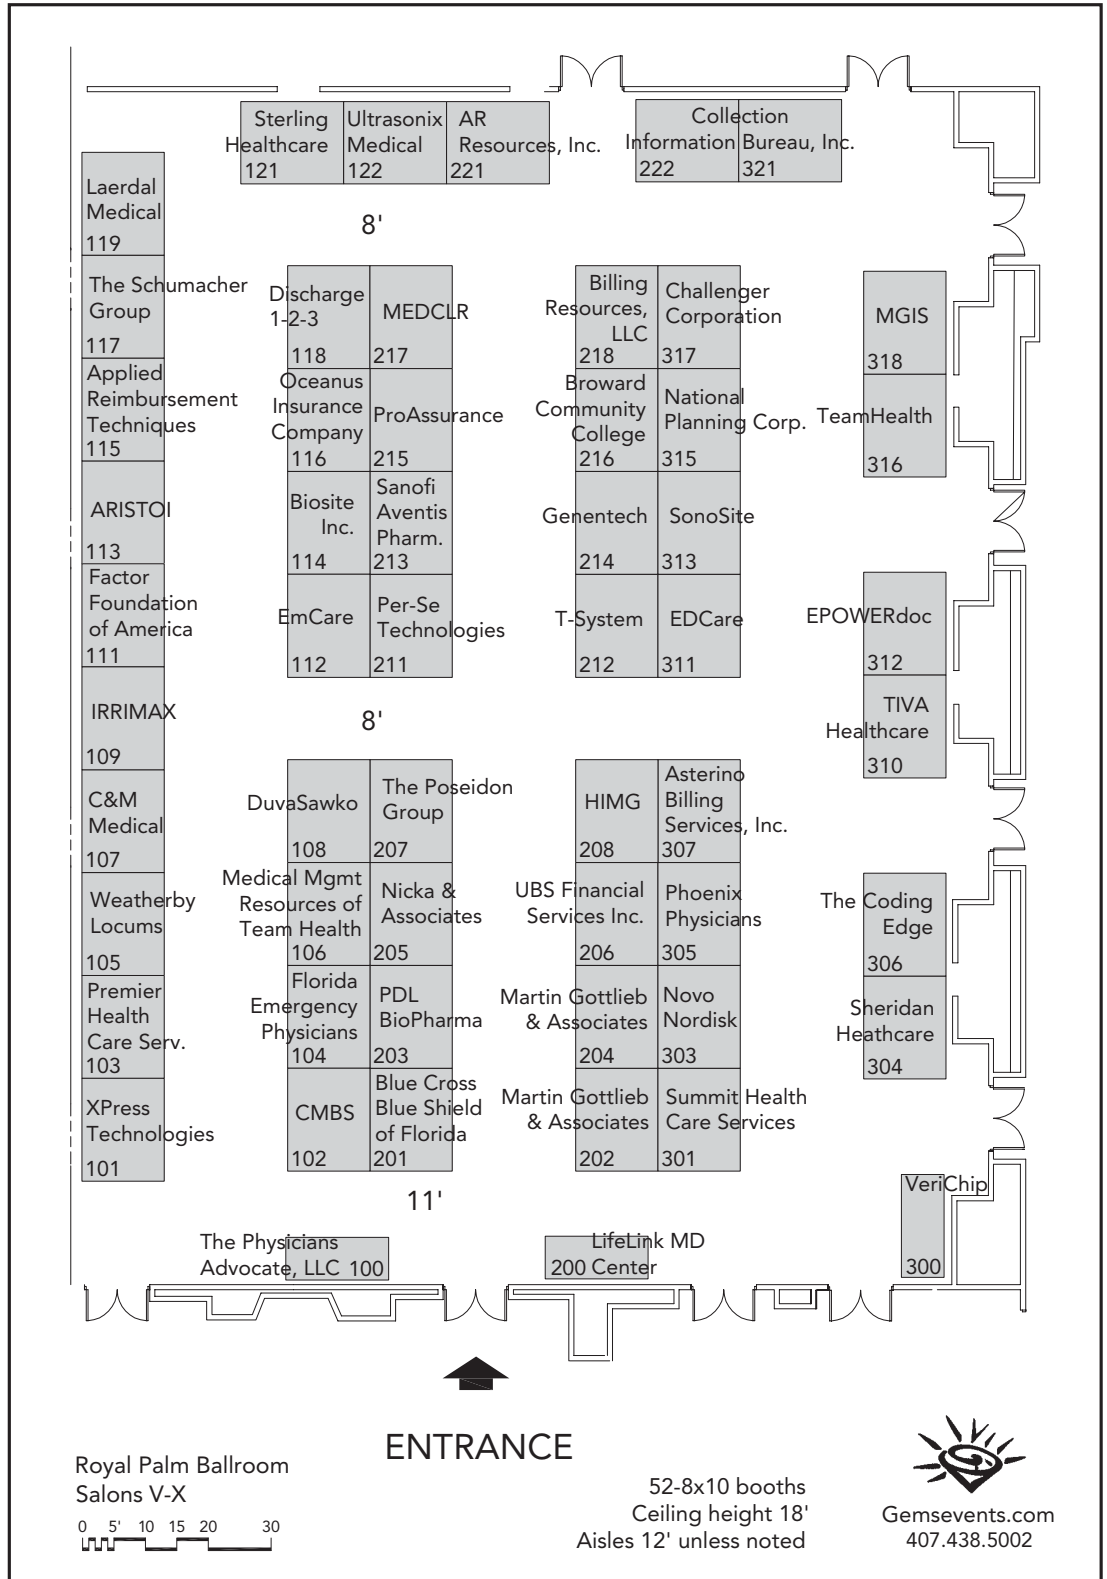 Sterling
Healthcare
121
Ultrasonix
Medical
122
AR
Resources, Inc.
221
Collection
Information Bureau, Inc.
222
321
Laerdal
Medical
119
8'
The Schumacher
Group
117
Discharge
1-2-3
118
MEDCLR
217
Billing
Resources,
LLC
218
Challenger
Corporation
317
MGIS
318
Applied
Reimbursement
Techniques
115
Oceanus
Insurance
Company
116
ProAssurance
215
Broward
Community
College
216
National
Planning Corp.
315
TeamHealth
316
ARISTOI
113
Biosite
Inc.
114
Sanofi
Aventis
Pharm.
213
Genentech
214
SonoSite
313
Factor
Foundation
of America
111
EmCare
112
Per-Se
Technologies
211
T-System
212
EDCare
311
EPOWERdoc
312
IRRIMAX
109
8'
TIVA
Healthcare
310
C&M
Medical
107
DuvaSawko
108
The Poseidon
Group
207
HIMG
208
Asterino
Billing
Services, Inc.
307
Weatherby
Locums
105
Medical Mgmt
Resources of
Team Health
106
Nicka &
Associates
205
UBS Financial
Services Inc.
206
Phoenix
Physicians
305
The Coding
Edge
306
Premier
Health
Care Serv.
103
Florida
Emergency
Physicians
104
PDL
BioPharma
203
Martin Gottlieb
& Associates
204
Novo
Nordisk
303
Sheridan
Heathcare
304
XPress
Technologies
101
CMBS
102
Blue Cross
Blue Shield
of Florida
201
Martin Gottlieb
& Associates
202
Summit Health
Care Services
301
11'
VeriChip
300
The Physicians
Advocate, LLC 100
LifeLink MD
200 Center
ENTRANCE
Royal Palm Ballroom
Salons V-X
0 5' 10 15 20 30
52-8x10 booths
Ceiling height 18'
Aisles 12' unless noted
Gemsevents.com
407.438.5002